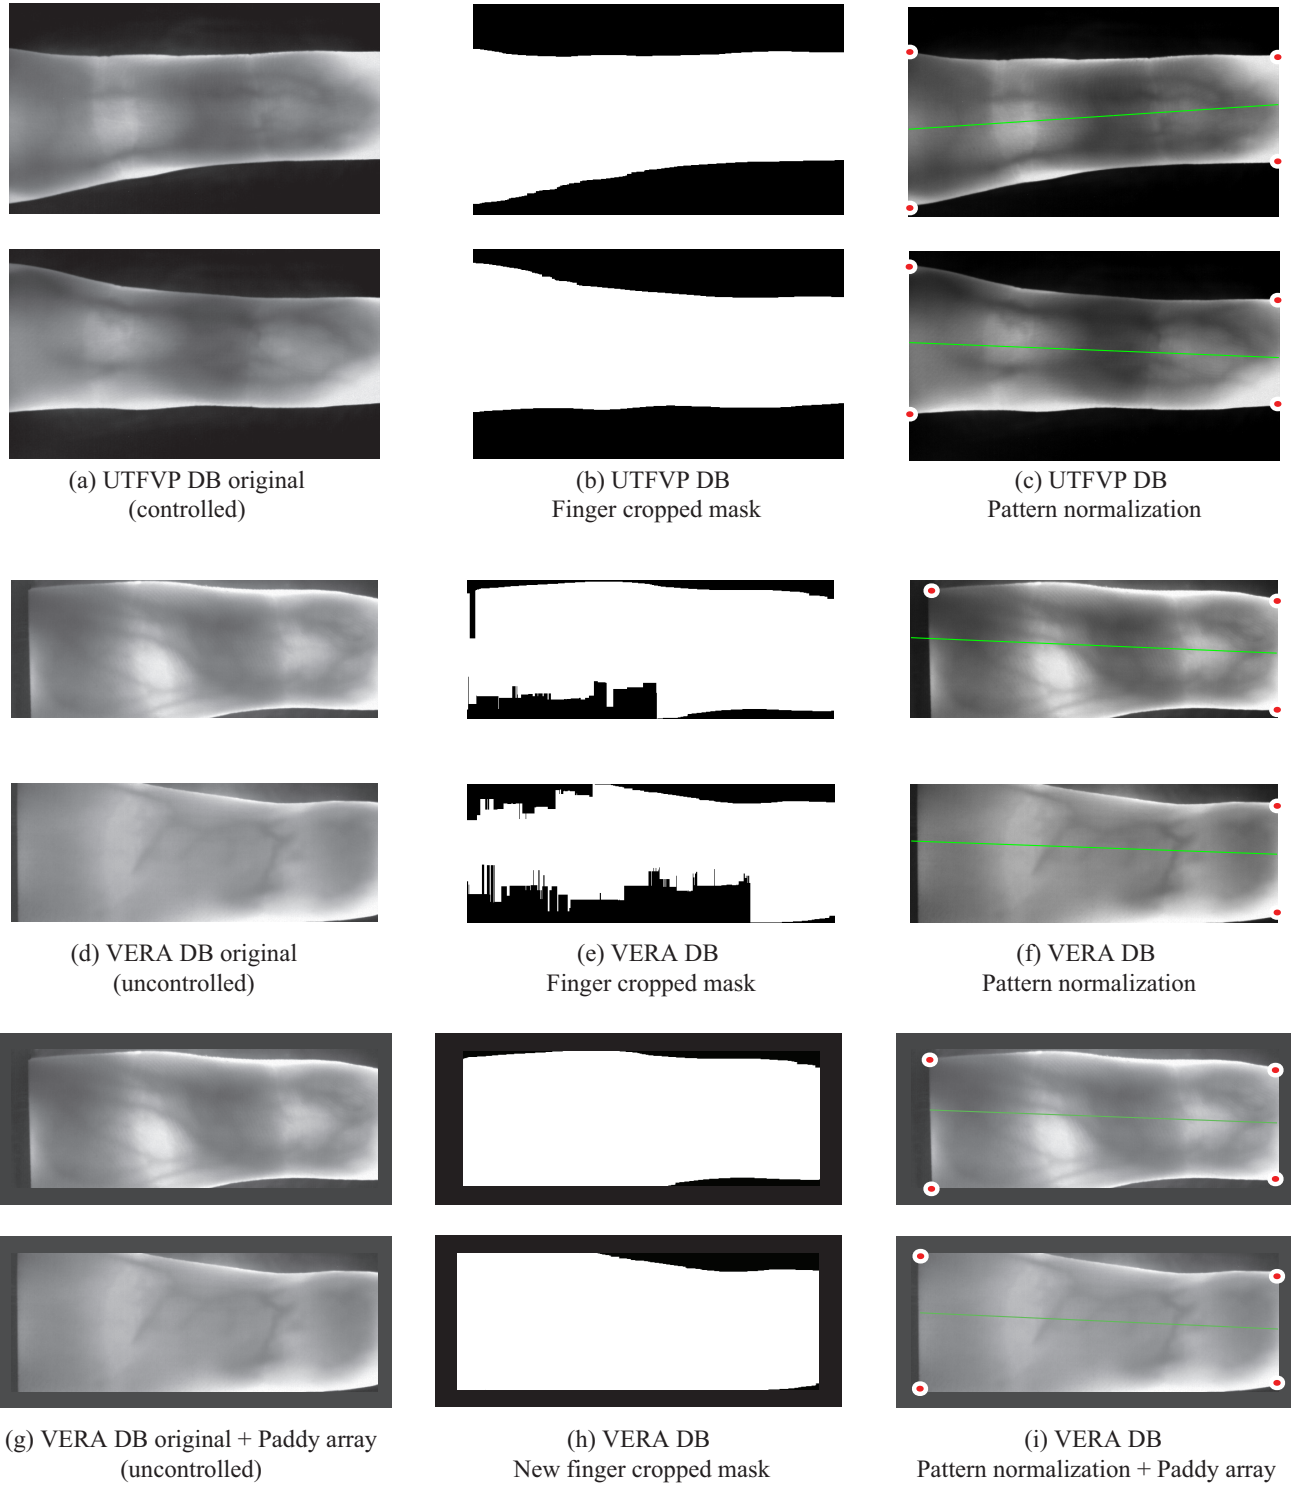 (a) UTFVP DB original
(controlled)
(b) UTFVP DB
Finger cropped mask
(c) UTFVP DB
Pattern normalization
(d) VERA DB original
(uncontrolled)
(e) VERA DB
Finger cropped mask
(f) VERA DB
Pattern normalization
(g) VERA DB original + Paddy array
(uncontrolled)
(h) VERA DB
New finger cropped mask
(i) VERA DB
Pattern normalization + Paddy array